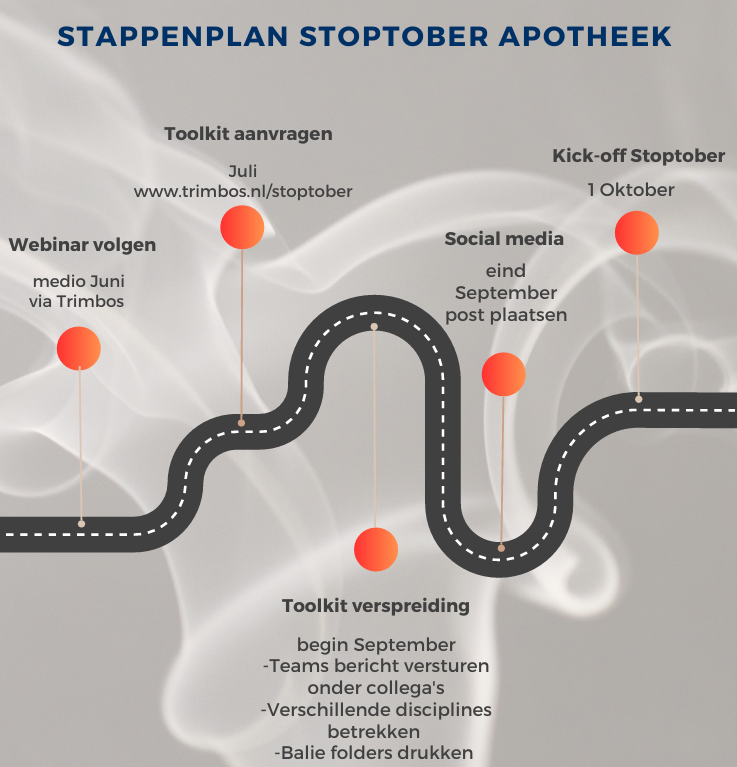 STAPPENPLAN STOPTOBER APOTHEEK
Webinar volgen
medio Juni
via Trimbos
Toolkit aanvragen
Juli
www.trimbos.nl/stoptober
Toolkit verspreiding
begin September
-Teams bericht versturen
onder collega's
-Verschillende disciplines
betrekken
-Balie folders drukken
Social media
eind
September
post plaatsen
Kick-off Stoptober
1 Oktober